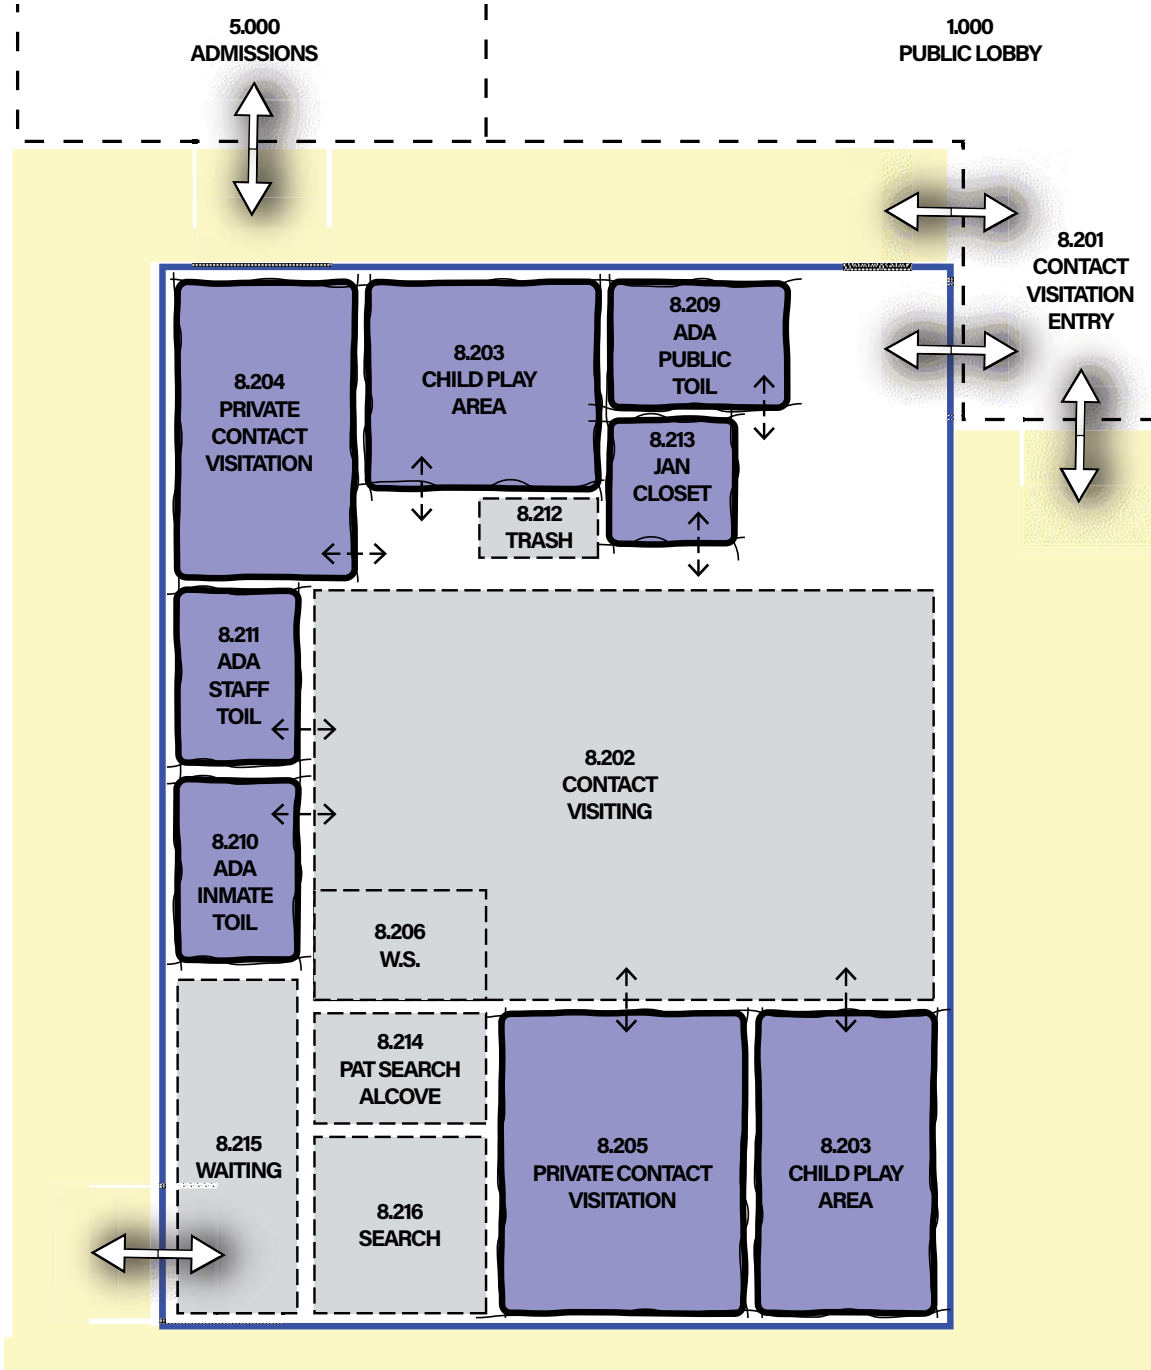 5.000
ADMISSIONS
1.000
PUBLIC LOBBY
8.201
CONTACT
VISITATION
ENTRY
8.204
PRIVATE
CONTACT
VISITATION
8.203
CHILD PLAY
AREA
8.209
ADA
PUBLIC
TOIL
8.213
JAN
CLOSET
8.212
TRASH
8.211
ADA
STAFF
TOIL
8.202
CONTACT
VISITING
8.210
ADA
INMATE
TOIL
8.206
W.S.
8.214
PAT SEARCH
ALCOVE
8.215
WAITING
8.216
SEARCH
8.205
PRIVATE CONTACT
VISITATION
8.203
CHILD PLAY
AREA